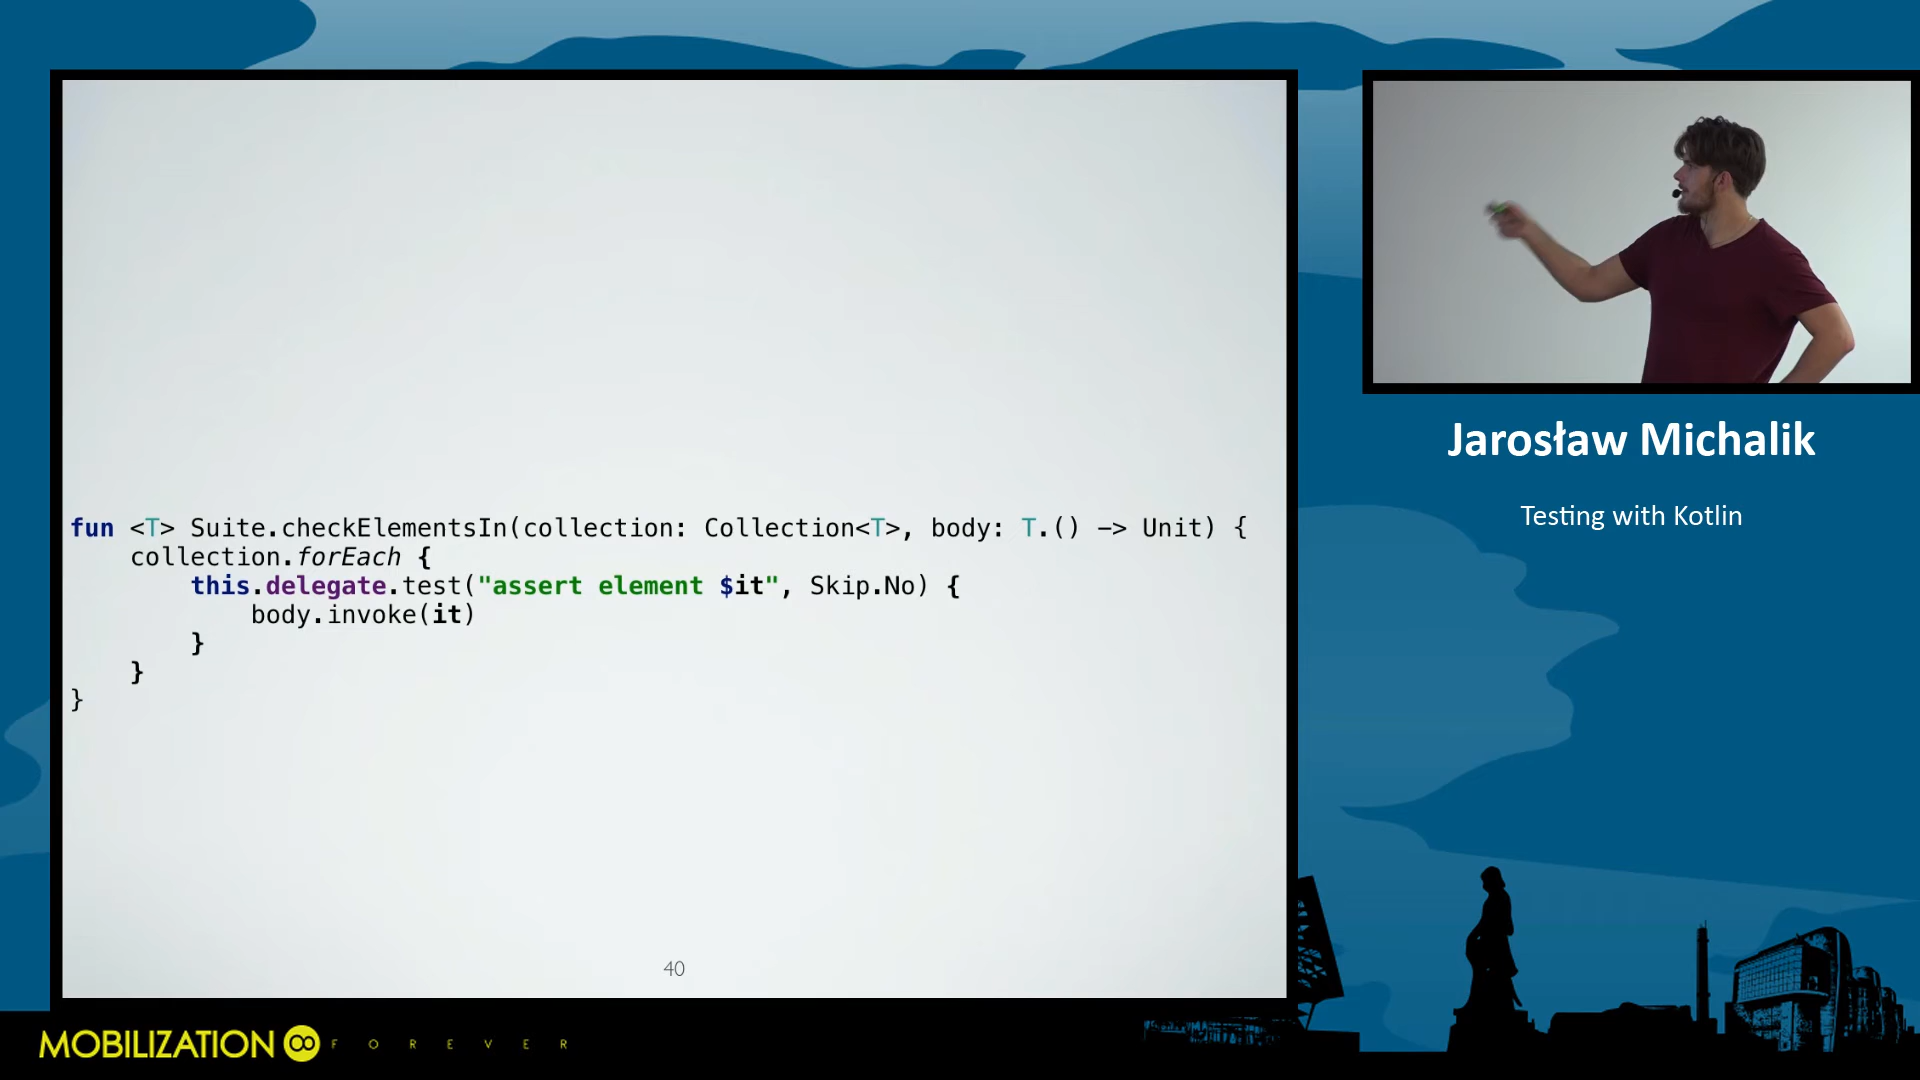 fun <T> Suite.checkElementsIn(collection: Collection<T>, body: T.() -> Unit) {
    collection.forEach {
        this.delegate.test("assert element $it", Skip.No) {
            body.invoke(it)
        }
    }
}
40
Jarosław Michalik
Testing with Kotlin
MOBILIZATION ∞ FOREVER